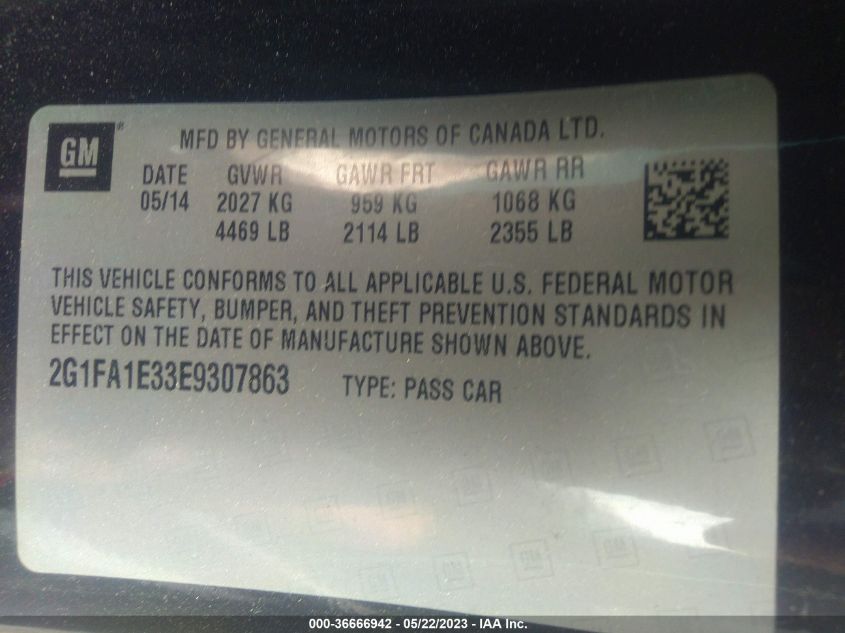 GM
MFD BY GENERAL MOTORS OF CANADA LTD.
DATE GVWR GAWR FRT GAWR RR
05/14 2027 KG 959 KG 1068 KG
4469 LB 2114 LB 2355 LB
THIS VEHICLE CONFORMS TO ALL APPLICABLE U.S. FEDERAL MOTOR
VEHICLE SAFETY, BUMPER, AND THEFT PREVENTION STANDARDS IN
EFFECT ON THE DATE OF MANUFACTURE SHOWN ABOVE.
2G1FA1E33E9307863 TYPE: PASS CAR
000-36666942 - 05/22/2023 - IAA Inc.